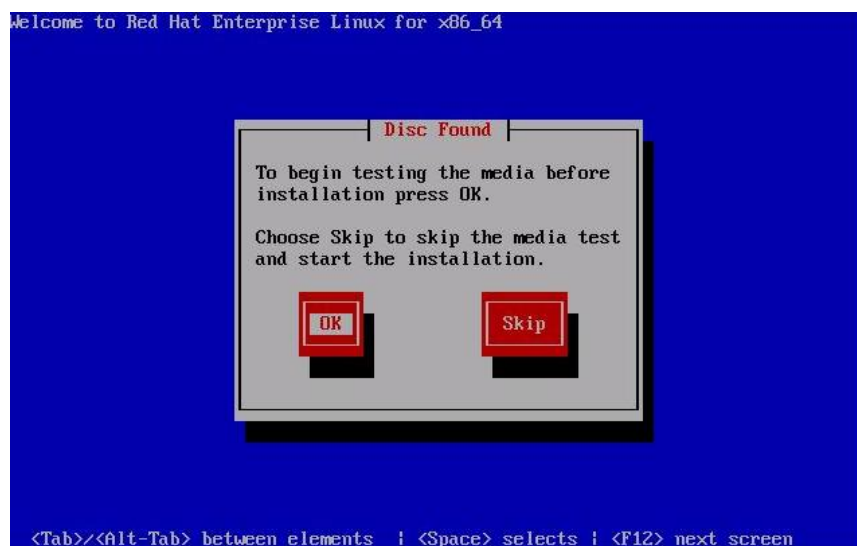 Welcome to Red Hat Enterprise Linux for x86_64
Disc Found
To begin testing the media before
installation press OK.
Choose Skip to skip the media test
and start the installation.
OK Skip
<Tab>/<Alt-Tab> between elements | <Space> selects | <F12> next screen